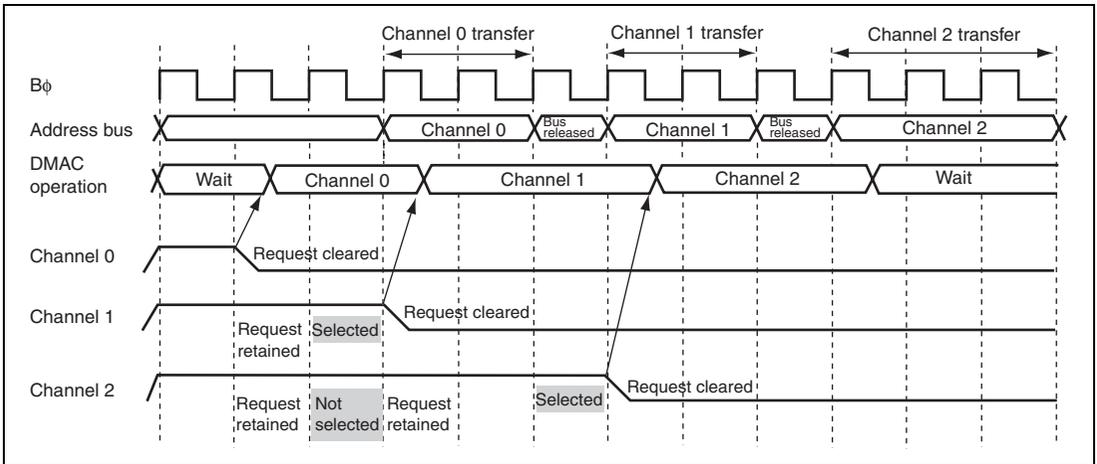 Channel 0 transfer
Channel 1 transfer
Channel 2 transfer
Bϕ
Address bus
Channel 0
Bus
released
Channel 1
Bus
released
Channel 2
DMAC
operation
Wait
Channel 0
Channel 1
Channel 2
Wait
Channel 0
Request cleared
Channel 1
Request cleared
Request
retained
Selected
Channel 2
Request cleared
Request
retained
Not
selected
Request
retained
Selected